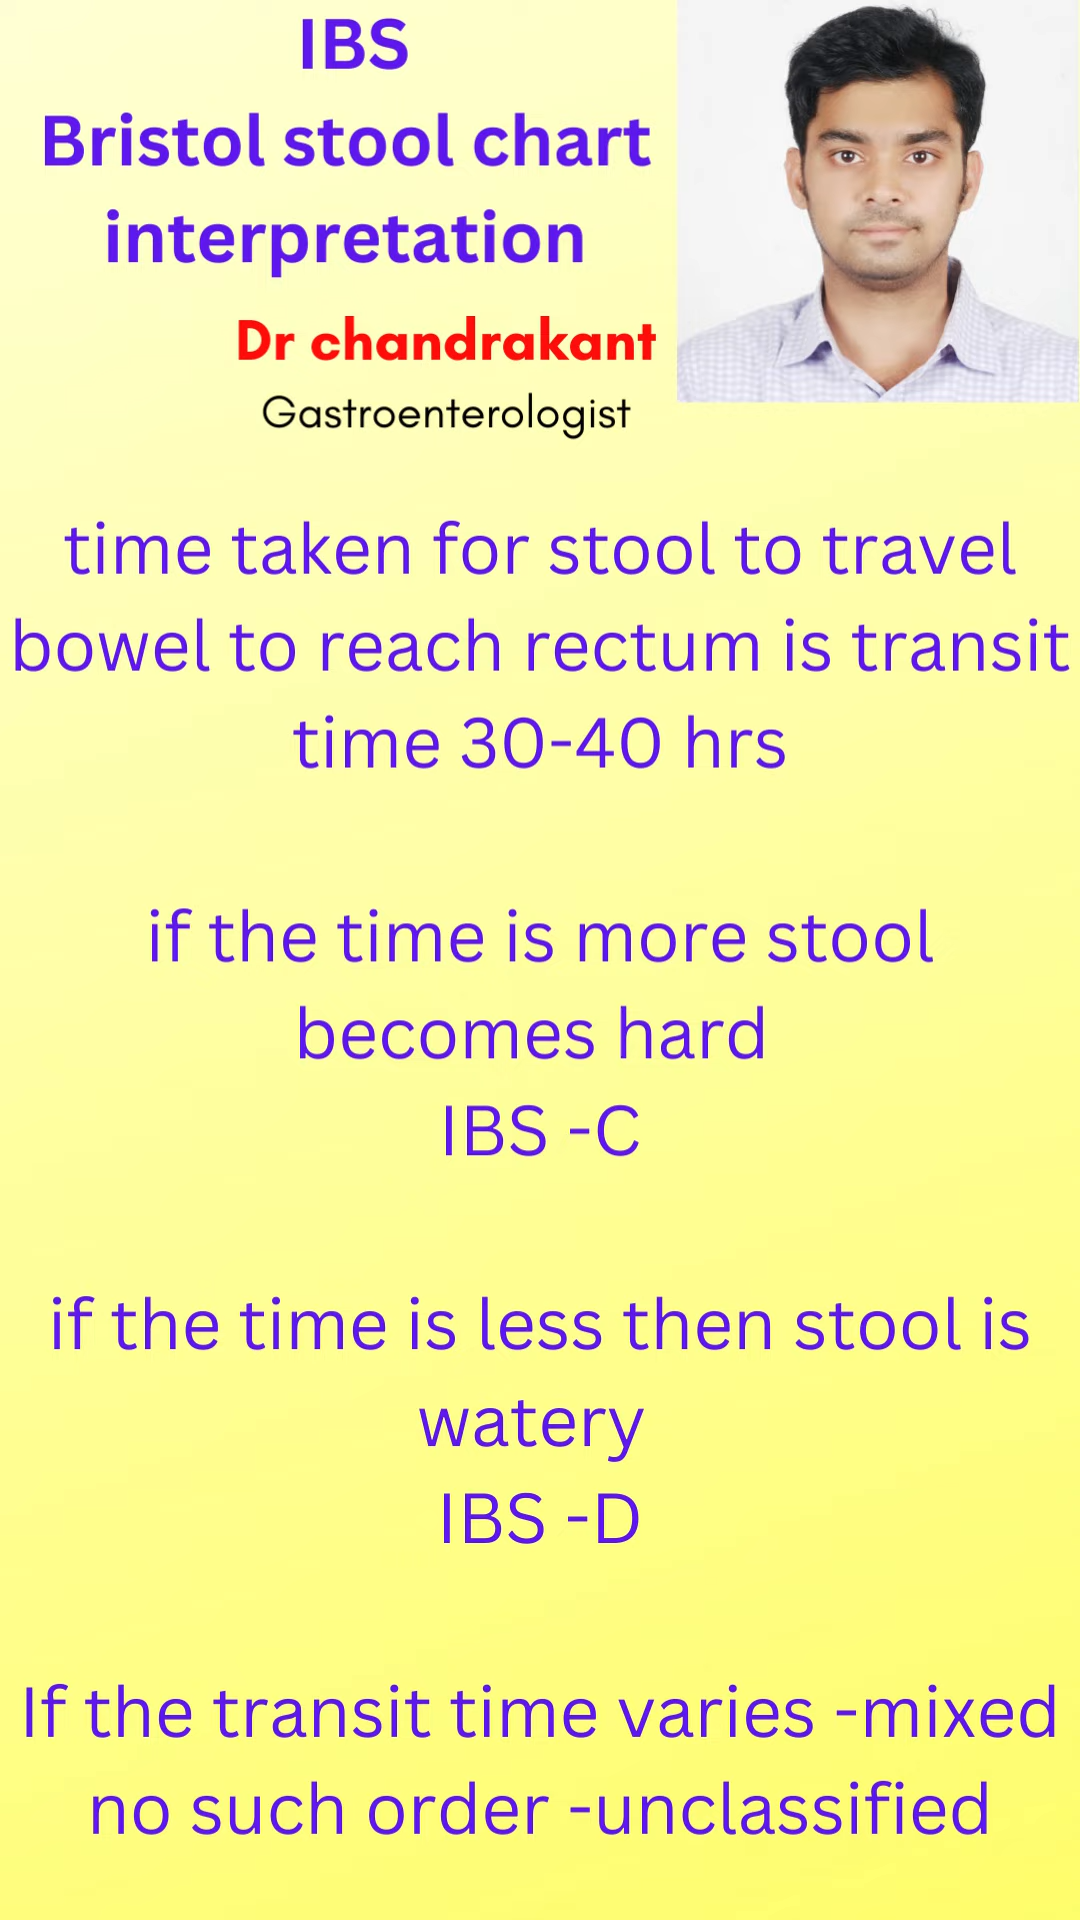 IBS
Bristol stool chart
interpretation
Dr chandrakant
Gastroenterologist
time taken for stool to travel
bowel to reach rectum is transit
time 30-40 hrs
if the time is more stool
becomes hard
IBS -C
if the time is less then stool is
watery
IBS -D
If the transit time varies -mixed
no such order -unclassified